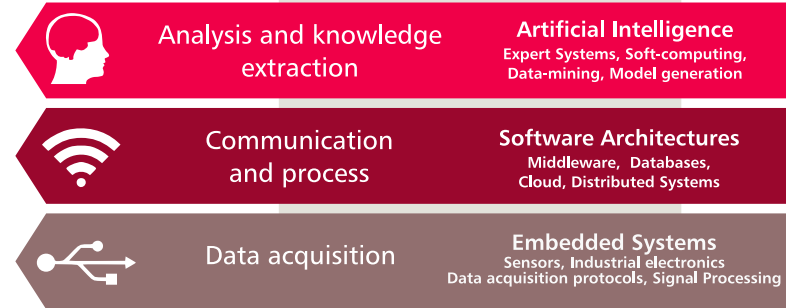 Analysis and knowledge
extraction
Artificial Intelligence
Expert Systems, Soft-computing,
Data-mining, Model generation
Communication
and process
Software Architectures
Middleware, Databases,
Cloud, Distributed Systems
Data acquisition
Embedded Systems
Sensors, Industrial electronics
Data acquisition protocols, Signal Processing